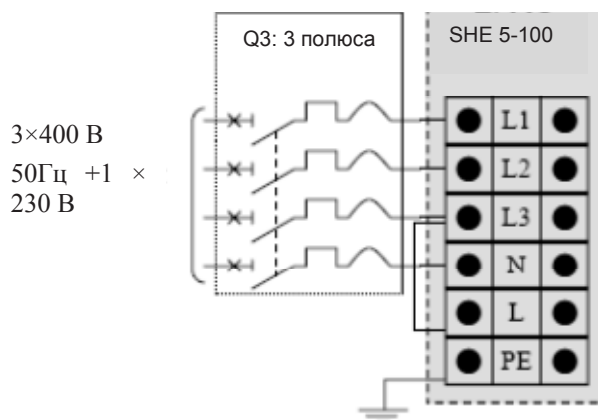 Q3: 3 полюса
SHE 5-100
3×400 В
50Гц +1 ×
230 В
L1
L2
L3
N
L
PE